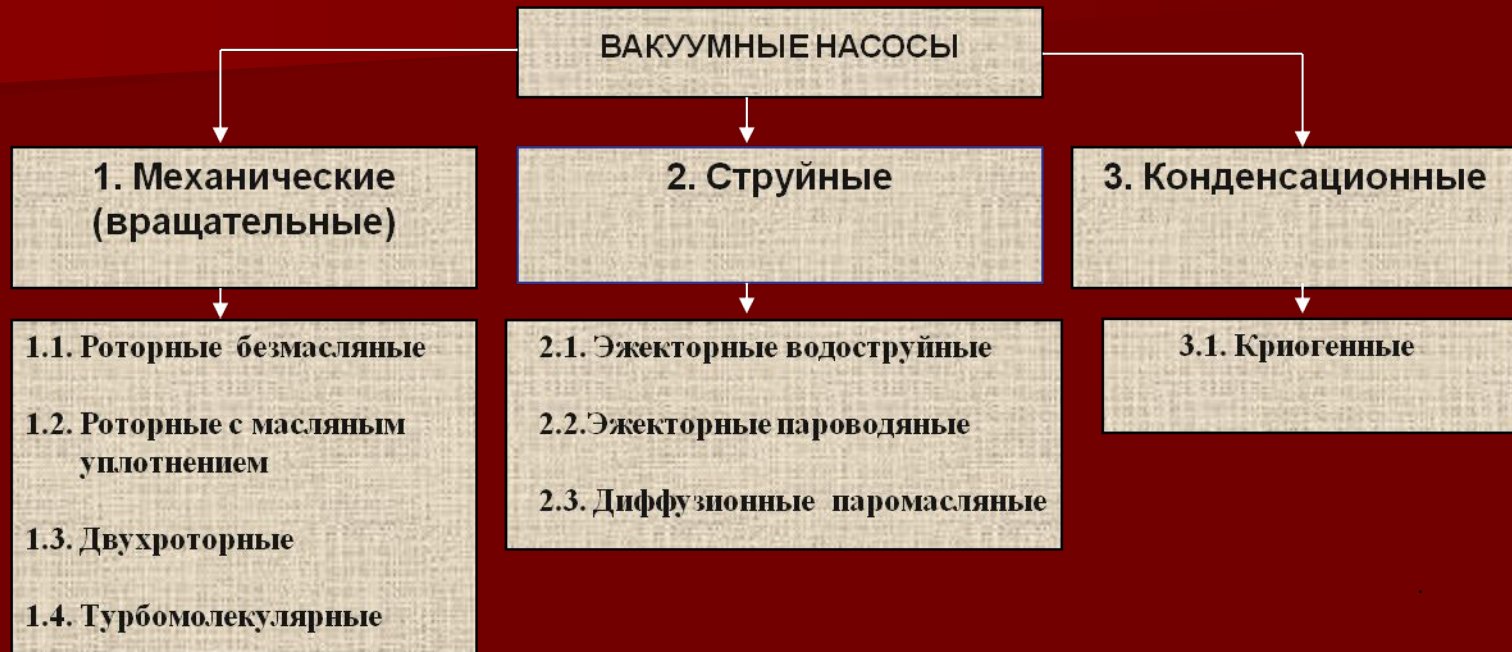 ВАКУУМНЫЕ НАСОСЫ
1. Механические
(вращательные)
2. Струйные
3. Конденсационные
1.1. Роторные безмасляные
1.2. Роторные с масляным
уплотнением
1.3. Двухроторные
1.4. Турбомолекулярные
2.1. Эжекторные водоструйные
2.2.Эжекторные пароводяные
2.3. Диффузионные паромасляные
3.1. Криогенные